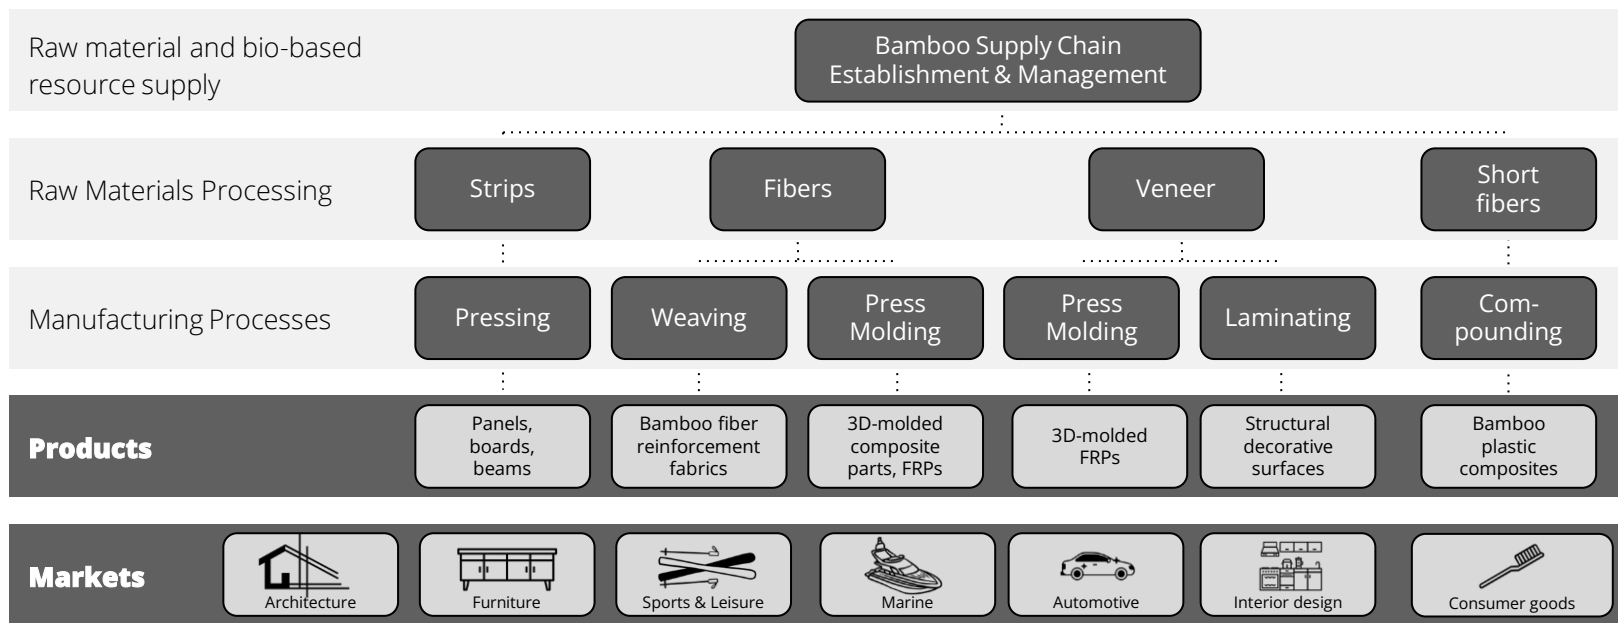 Raw material and bio-based
resource supply
Bamboo Supply Chain
Establishment & Management
Raw Materials Processing
Strips
Fibers
Veneer
Short
fibers
Manufacturing Processes
Pressing
Weaving
Press
Molding
Press
Molding
Laminating
Com-
pounding
Products
Panels,
boards,
beams
Bamboo fiber
reinforcement
fabrics
3D-molded
composite
parts, FRPs
3D-molded
FRPs
Structural
decorative
surfaces
Bamboo
plastic
composites
Markets
Architecture
Furniture
Sports & Leisure
Marine
Automotive
Interior design
Consumer goods